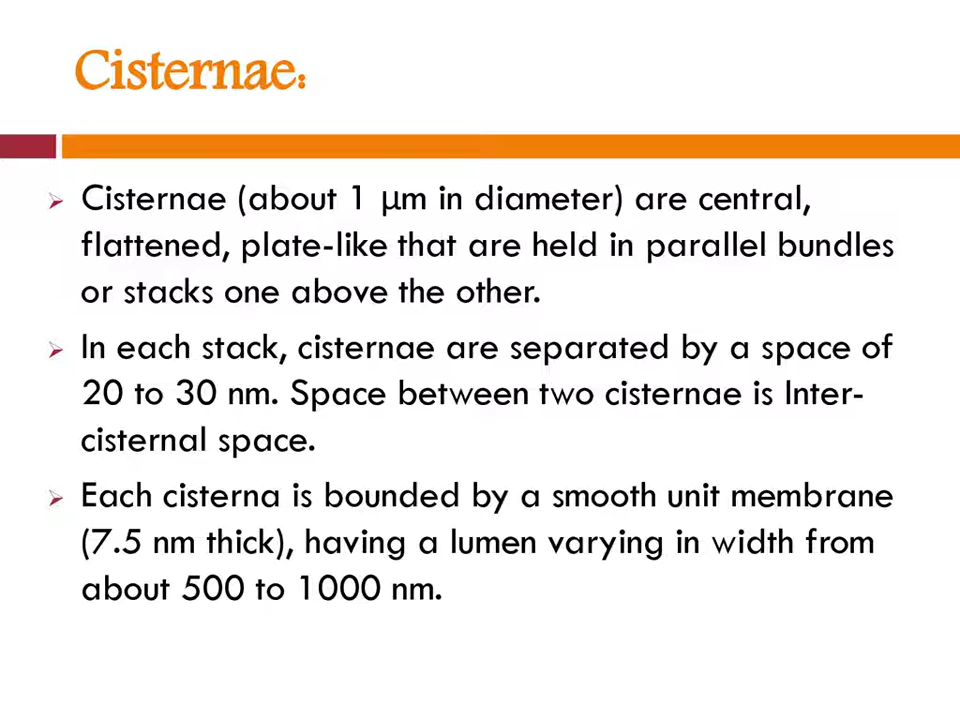 Cisternae:
Cisternae (about 1 µm in diameter) are central,
flattened, plate-like that are held in parallel bundles
or stacks one above the other.
In each stack, cisternae are separated by a space of
20 to 30 nm. Space between two cisternae is Inter-
cisternal space.
Each cisterna is bounded by a smooth unit membrane
(7.5 nm thick), having a lumen varying in width from
about 500 to 1000 nm.